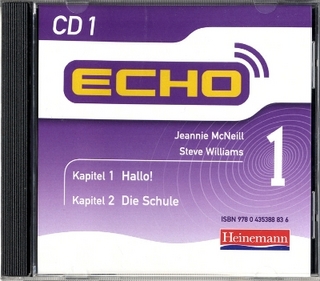 CD 1
ECHO
Jeannie McNeill
Steve Williams
1
Kapitel 1 Hallo!
Kapitel 2 Die Schule
ISBN 978 0 435388 83 6
Heinemann